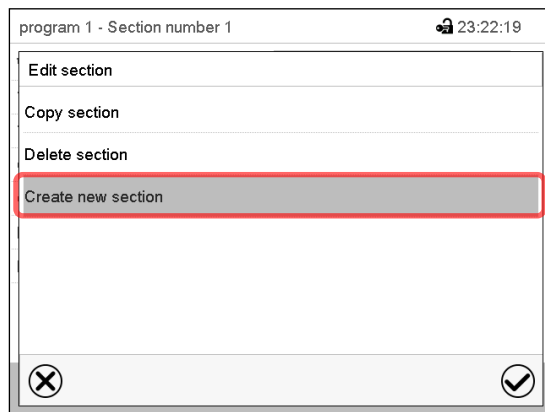 program 1 - Section number 1 23:22:19
Edit section
Copy section
Delete section
Create new section